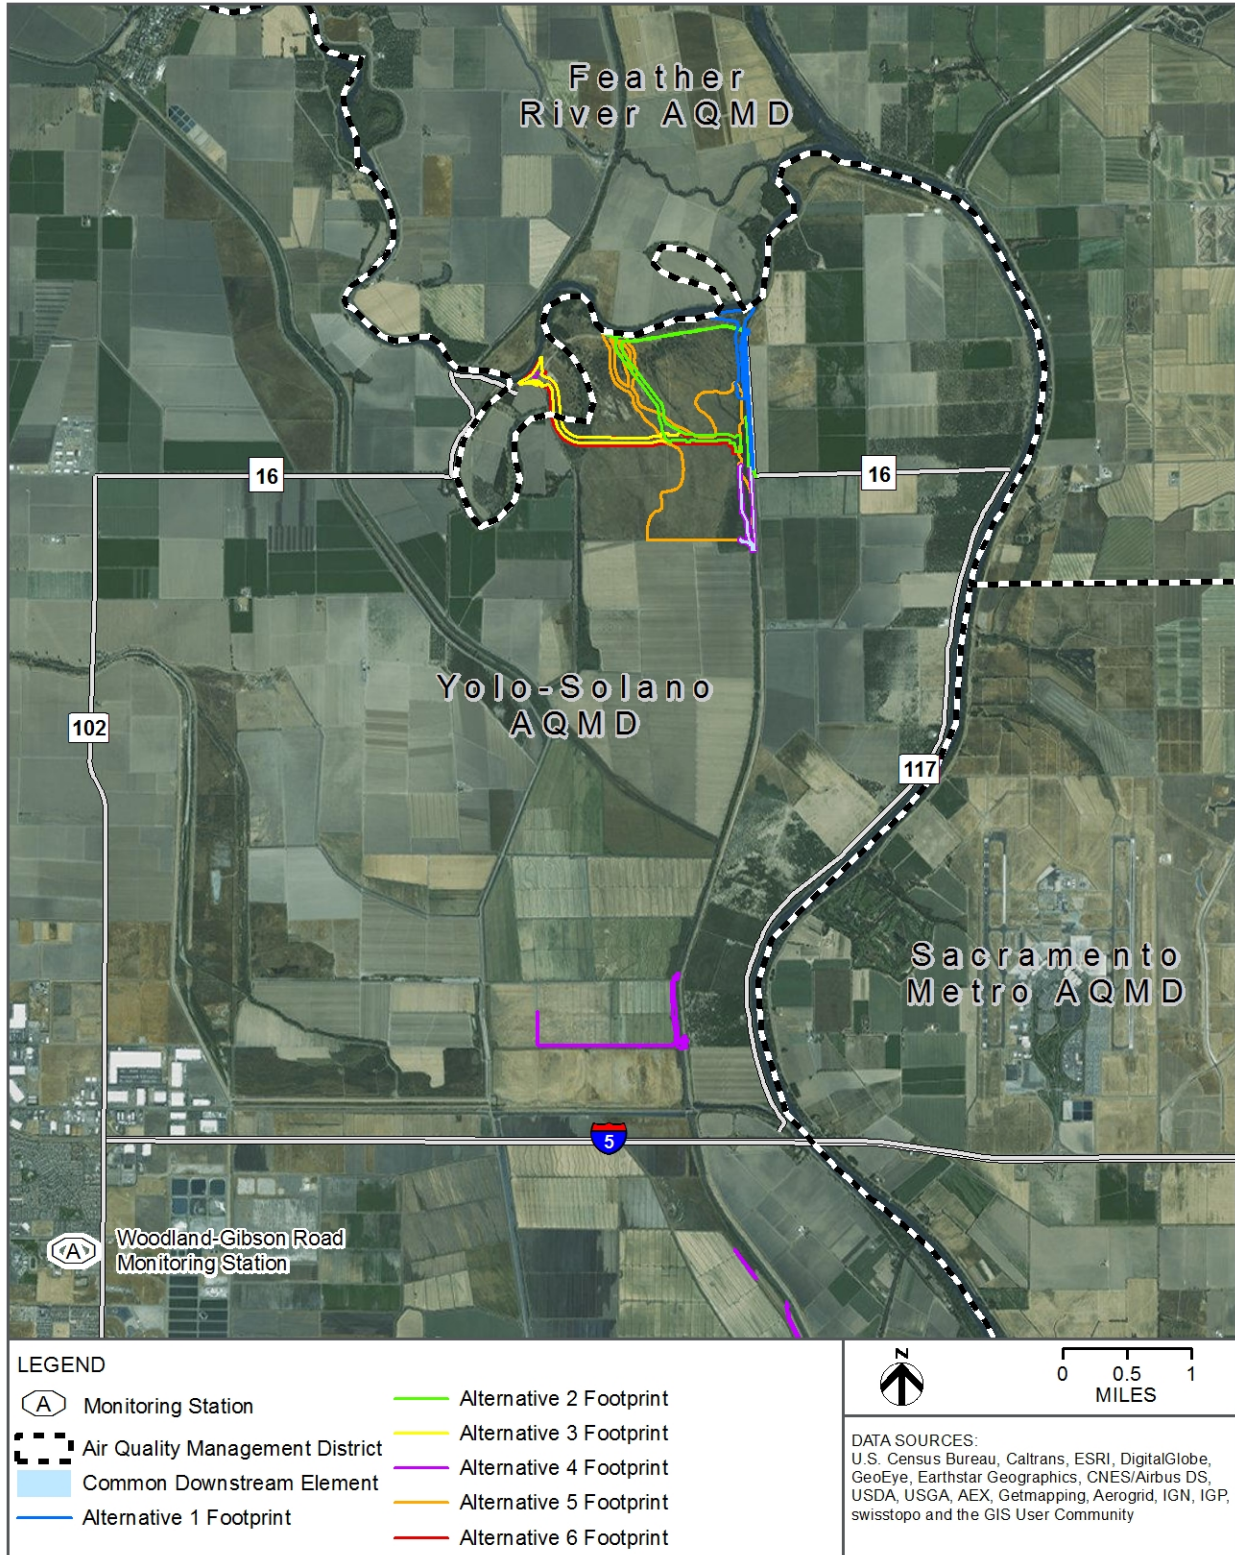 Feather
River AQMD
16
16
Yolo-Solano
AQMD
102
117
Sacramento
Metro AQMD
5
A
Woodland-Gibson Road
Monitoring Station
LEGEND
A
Monitoring Station
Air Quality Management District
Common Downstream Element
Alternative 1 Footprint
Alternative 2 Footprint
Alternative 3 Footprint
Alternative 4 Footprint
Alternative 5 Footprint
Alternative 6 Footprint
N
0 0.5 1
MILES
DATA SOURCES:
U.S. Census Bureau, Caltrans, ESRI, DigitalGlobe,
GeoEye, Earthstar Geographics, CNES/Airbus DS,
USDA, USGA, AEX, Getmapping, Aerogrid, IGN, IGP,
swisstopo and the GIS User Community